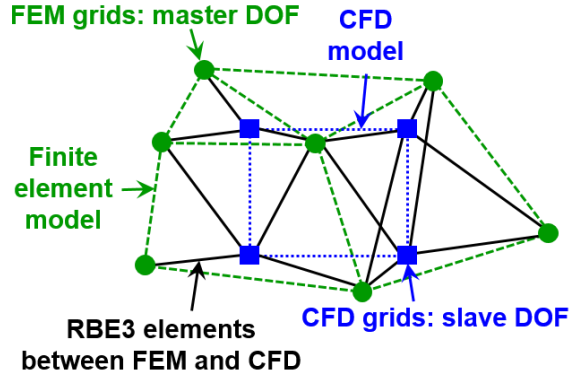 FEM grids: master DOF
CFD
model
Finite
element
model
RBE3 elements
between FEM and CFD
CFD grids: slave DOF